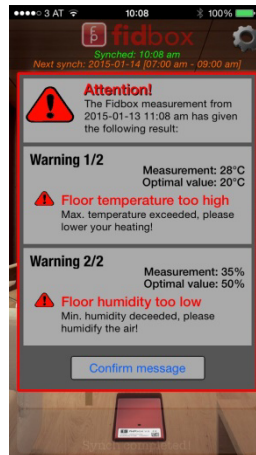 3 AT 10:08 100%
fidbox
Synched: 10:08 am
Next synch: 2015-01-14 [07:00 am - 09:00 am]
Attention!
The Fidbox measurement from
2015-01-13 11:08 am has given
the following result:
Warning 1/2
Measurement: 28°C
Optimal value: 20°C
Floor temperature too high
Max. temperature exceeded, please
lower your heating!
Warning 2/2
Measurement: 35%
Optimal value: 50%
Floor humidity too low
Min. humidity deceeded, please
humidify the air!
Confirm message